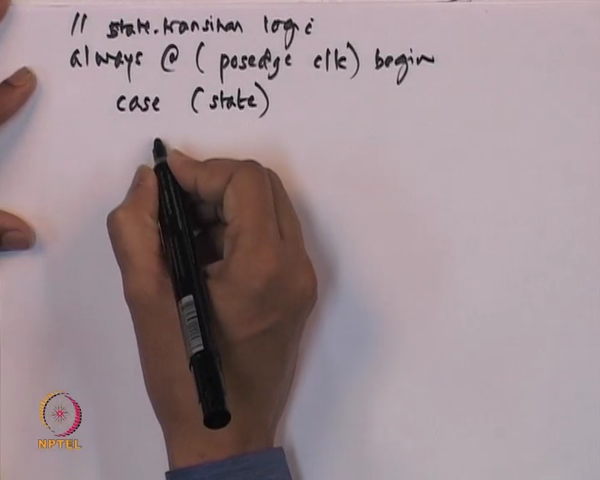 // state.transition logic
always @ ( posedge clk) begin
case (state)
NPTEL